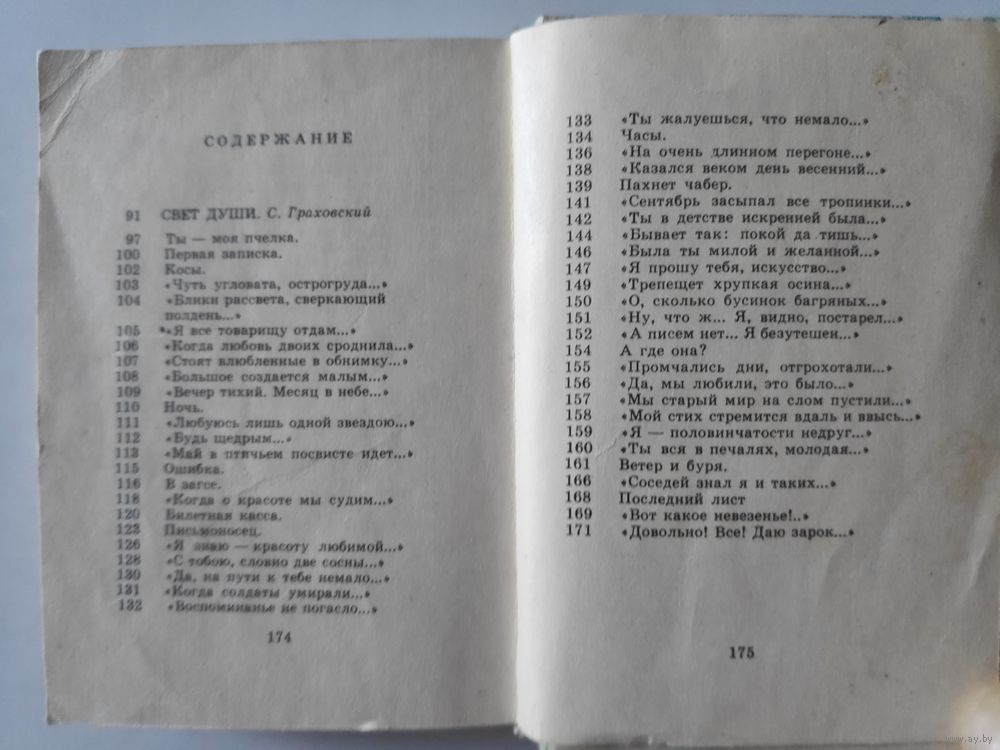 СОДЕРЖАНИЕ
91 СВЕТ ДУШИ. С. Граховский
97 Ты — моя пчелка.
100 Первая записка.
102 Косы.
103 «Чуть угловата, острогруда...»
104 «Блики рассвета, сверкающий
полдень...»
105 «Я все товарищу отдам...»
106 «Когда любовь двоих сроднила...»
107 «Стоят влюбленные в обнимку...»
108 «Большое создается малым...»
109 «Вечер тихий. Месяц в небе...»
110 Ночь.
111 «Любуюсь лишь одной звездою...»
112 «Будь щедрым...»
113 «Май в птичьем посвисте идет...»
115 Ошибка.
116 В загсе.
118 «Когда о красоте мы судим...»
120 Билетная касса.
123 Письмоносец.
126 «Я знаю — красоту любимой...»
128 «С тобою, словно две сосны...»
130 «Да, на пути к тебе немало...»
131 «Когда солдаты умирали...»
132 «Воспоминанье не погасло...»
174
133 «Ты жалуешься, что немало...»
134 Часы.
136 «На очень длинном перегоне...»
138 «Казался веком день весенний...»
139 Пахнет чабер.
141 «Сентябрь засыпал все тропинки...»
142 «Ты в детстве искренней была...»
144 «Бывает так: покой да тишь...»
146 «Была ты милой и желанной...»
147 «Я прошу тебя, искусство...»
149 «Трепещет хрупкая осина...»
150 «О, сколько бусинок багряных...»
151 «Ну, что ж... Я, видно, постарел...»
152 «А писем нет... Я безутешен...»
154 А где она?
155 «Промчались дни, отгрохотали...»
156 «Да, мы любили, это было...»
157 «Мы старый мир на слом пустили...»
158 «Мой стих стремится вдаль и ввысь...»
159 «Я — половинчатости недруг...»
160 «Ты вся в печалях, молодая...»
161 Ветер и буря.
166 «Соседей знал я и таких...»
168 Последний лист
169 «Вот какое невезенье!..»
171 «Довольно! Все! Даю зарок...»
175
www.ay.by